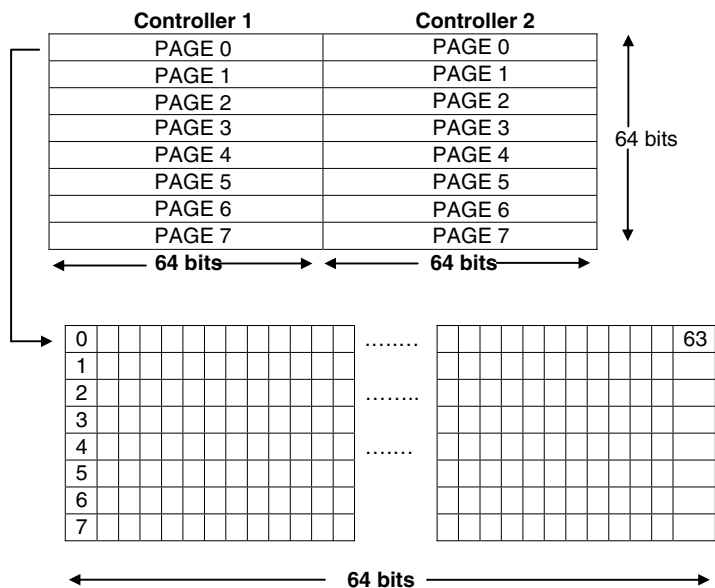 Controller 1 Controller 2
PAGE 0 PAGE 0
PAGE 1 PAGE 1
PAGE 2 PAGE 2
PAGE 3 PAGE 3
PAGE 4 PAGE 4
PAGE 5 PAGE 5
PAGE 6 PAGE 6
PAGE 7 PAGE 7
64 bits
64 bits 64 bits
0 ........ 63
1
2 ........
3
4 .......
5
6
7
64 bits